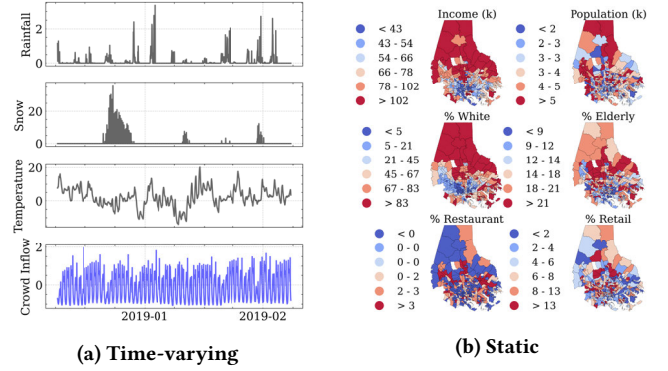 Rainfall
2
0
Snow
20
0
Temperature
20
0
Crowd Inflow
2
0
2019-01
2019-02
(a) Time-varying
Income (k)
< 43
43 - 54
54 - 66
66 - 78
78 - 102
> 102
Population (k)
< 2
2 - 3
3 - 3
3 - 4
4 - 5
> 5
% White
< 5
5 - 21
21 - 45
45 - 67
67 - 83
> 83
% Elderly
< 9
9 - 12
12 - 14
14 - 18
18 - 21
> 21
% Restaurant
< 0
0 - 0
0 - 0
0 - 2
2 - 3
> 3
% Retail
< 2
2 - 4
4 - 6
6 - 8
8 - 13
> 13
(b) Static